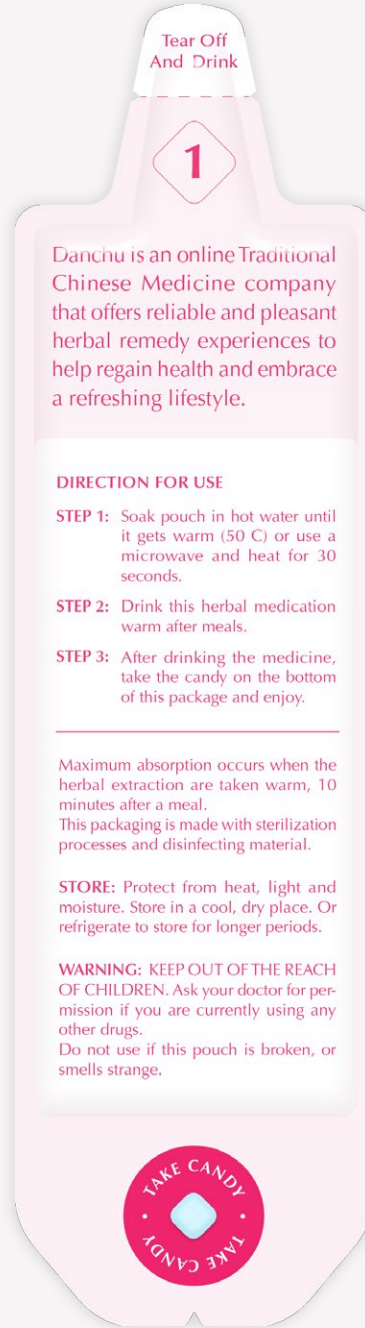 Tear Off
And Drink
1
Danchu is an online Traditional
Chinese Medicine company
that offers reliable and pleasant
herbal remedy experiences to
help regain health and embrace
a refreshing lifestyle.
DIRECTION FOR USE
STEP 1: Soak pouch in hot water until
it gets warm (50 C) or use a
microwave and heat for 30
seconds.
STEP 2: Drink this herbal medication
warm after meals.
STEP 3: After drinking the medicine,
take the candy on the bottom
of this package and enjoy.
Maximum absorption occurs when the
herbal extraction are taken warm, 10
minutes after a meal.
This packaging is made with sterilization
processes and disinfecting material.
STORE: Protect from heat, light and
moisture. Store in a cool, dry place. Or
refrigerate to store for longer periods.
WARNING: KEEP OUT OF THE REACH
OF CHILDREN. Ask your doctor for per-
mission if you are currently using any
other drugs.
Do not use if this pouch is broken, or
smells strange.
TAKE CANDY • TAKE CANDY •